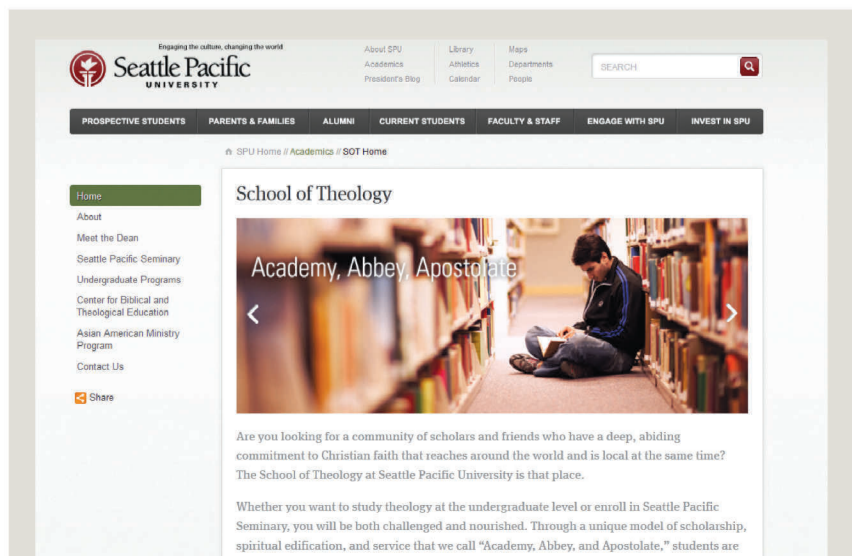 Engaging the culture, changing the world
Seattle Pacific
UNIVERSITY
About SPU
Academics
President's Blog
Library
Athletics
Calendar
Maps
Departments
People
SEARCH
PROSPECTIVE STUDENTS PARENTS & FAMILIES ALUMNI CURRENT STUDENTS FACULTY & STAFF ENGAGE WITH SPU INVEST IN SPU
SPU Home // Academics // SOT Home
Home
About
Meet the Dean
Seattle Pacific Seminary
Undergraduate Programs
Center for Biblical and
Theological Education
Asian American Ministry
Program
Contact Us
Share
School of Theology
Academy, Abbey, Apostolate
Are you looking for a community of scholars and friends who have a deep, abiding
commitment to Christian faith that reaches around the world and is local at the same time?
The School of Theology at Seattle Pacific University is that place.
Whether you want to study theology at the undergraduate level or enroll in Seattle Pacific
Seminary, you will be both challenged and nourished. Through a unique model of scholarship,
spiritual edification, and service that we call “Academy, Abbey, and Apostolate,” students are